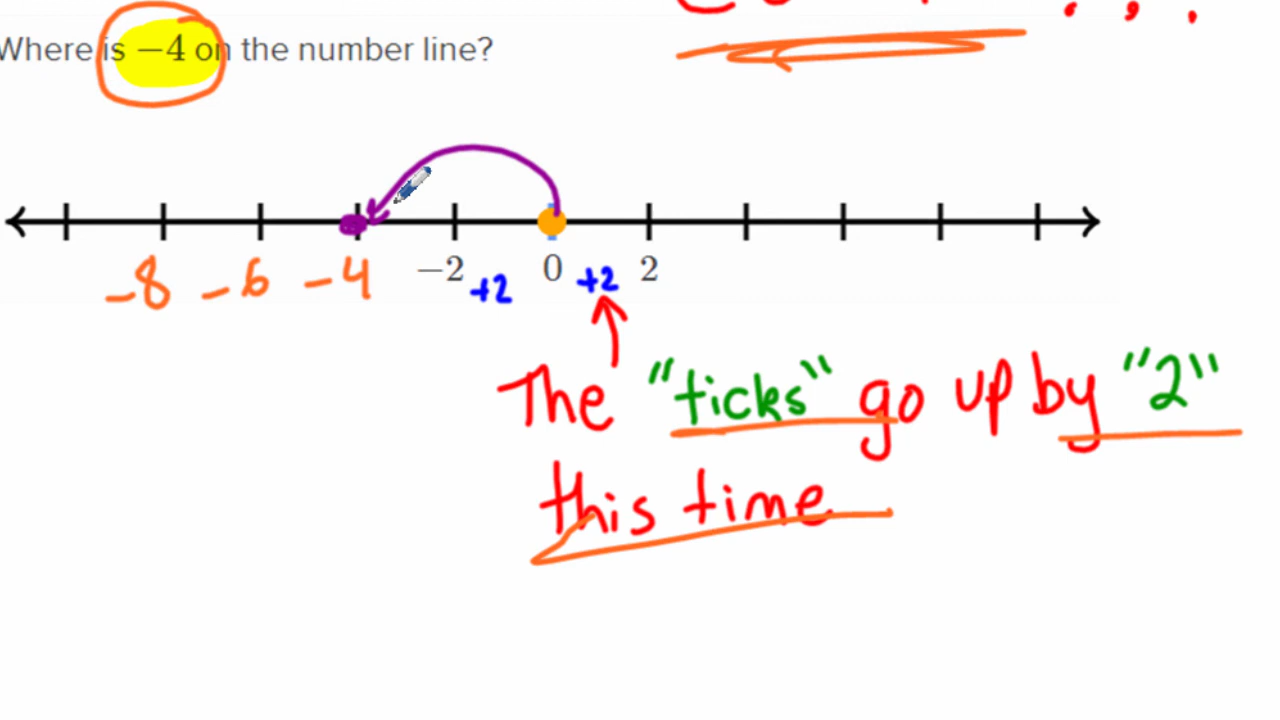 Where is −4 on the number line?
-8 -6 -4 −2 +2 0 +2 2
The "ticks" go up by "2"
this time